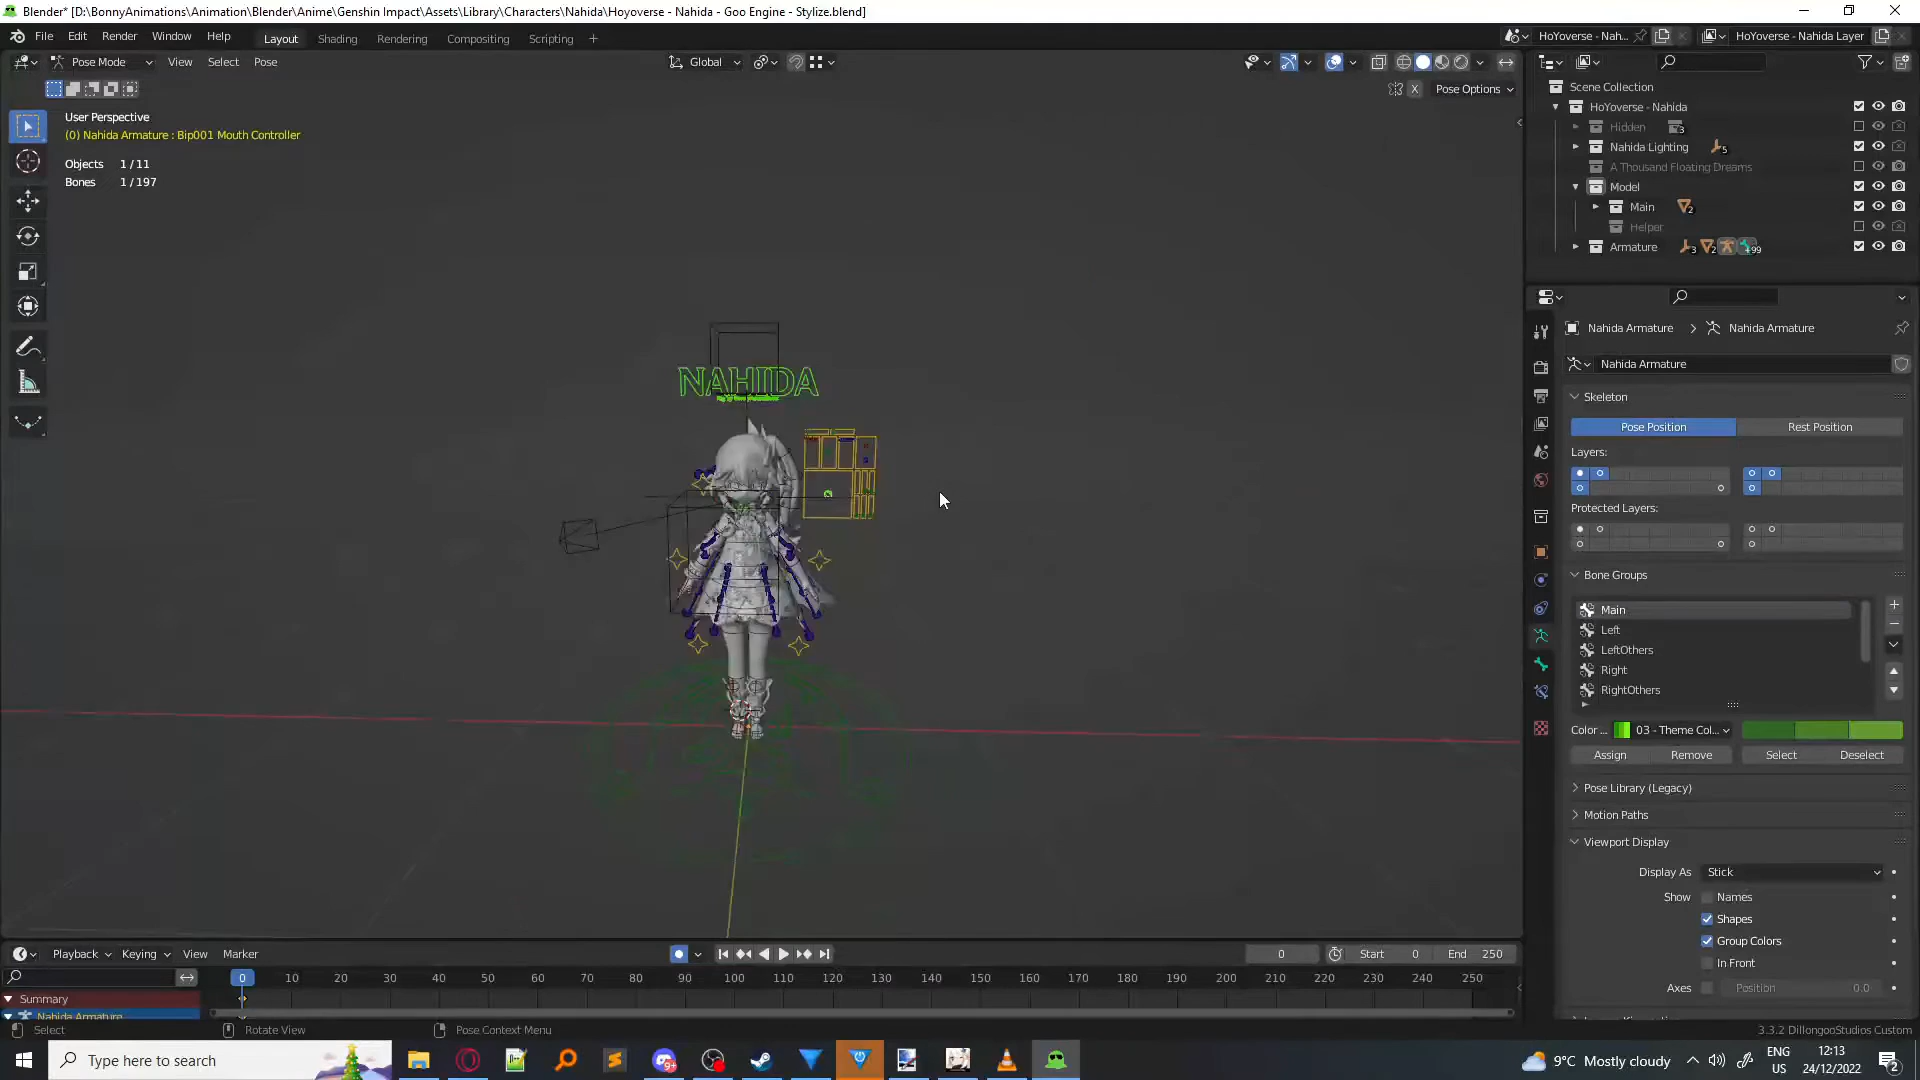 Blender* [D:\BonnyAnimations\Animation\Blender\Anime\Genshin Impact\Assets\Library\Characters\Nahida\Hoyoverse - Nahida - Goo Engine - Stylize.blend]
File Edit Render Window Help Layout Shading Rendering Compositing Scripting + HoYoverse - Nah... HoYoverse - Nahida Layer
Pose Mode View Select Pose Global
X Pose Options
User Perspective
(0) Nahida Armature : Bip001 Mouth Controller
Objects 1/11
Bones 1/197
NAHIDA
Scene Collection
HoYoverse - Nahida
Hidden 3
Nahida Lighting 5
A Thousand Floating Dreams
Model
Main 2
Helper
Armature 3 2 +99
Nahida Armature > Nahida Armature
Nahida Armature
Skeleton
Pose Position Rest Position
Layers:
Protected Layers:
Bone Groups
Main
Left
LeftOthers
Right
RightOthers
Color ... 03 - Theme Col...
Assign Remove Select Deselect
Pose Library (Legacy)
Motion Paths
Viewport Display
Display As Stick
Show Names
Shapes
Group Colors
In Front
Axes Position 0.0
Playback Keying View Marker 0 Start 0 End 250
0 10 20 30 40 50 60 70 80 90 100 110 120 130 140 150 160 170 180 190 200 210 220 230 240 250
Summary
Nahida Armature
Select Rotate View Pose Context Menu 3.3.2 DillongooStudios Custom
Type here to search
9°C Mostly cloudy
ENG
US
12:13
24/12/2022
2